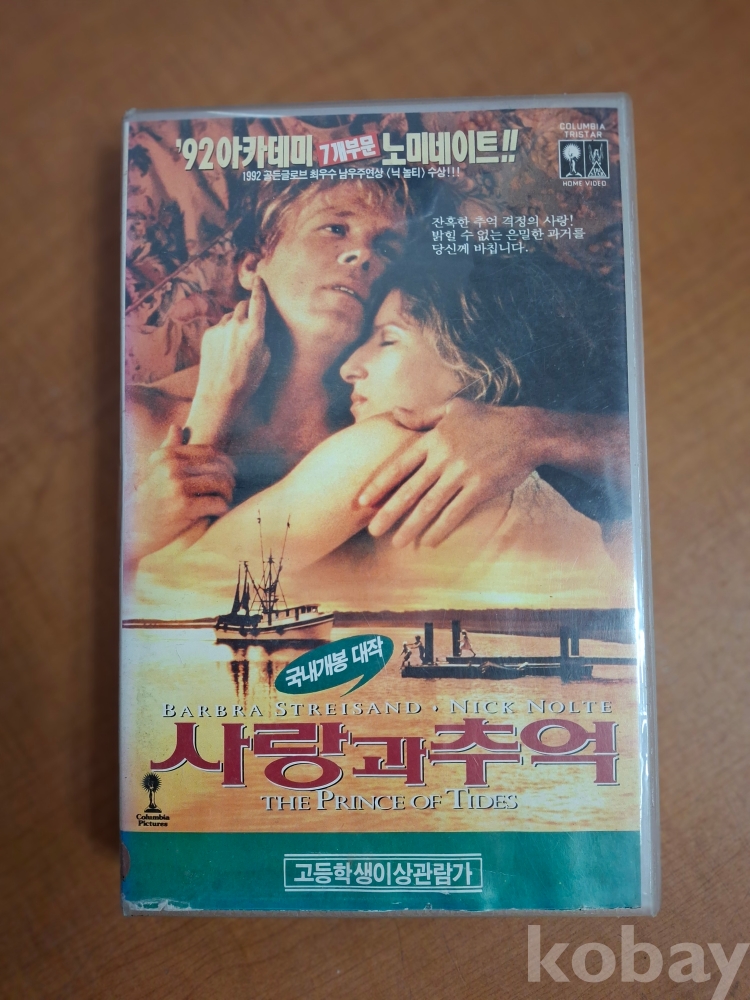 '92아카데미 7개부문 노미네이트!!
1992 골든글로브 최우수 남우주연상 〈닉 놀티〉 수상!!!
COLUMBIA
TRISTAR
HOME VIDEO
잔혹한 추억 격정의 사랑!
밝힐 수 없는 은밀한 과거를
당신께 바칩니다.
국내개봉 대작
BARBRA STREISAND · NICK NOLTE
사랑과추억
THE PRINCE OF TIDES
Columbia
Pictures
고등학생이상관람가
kobay